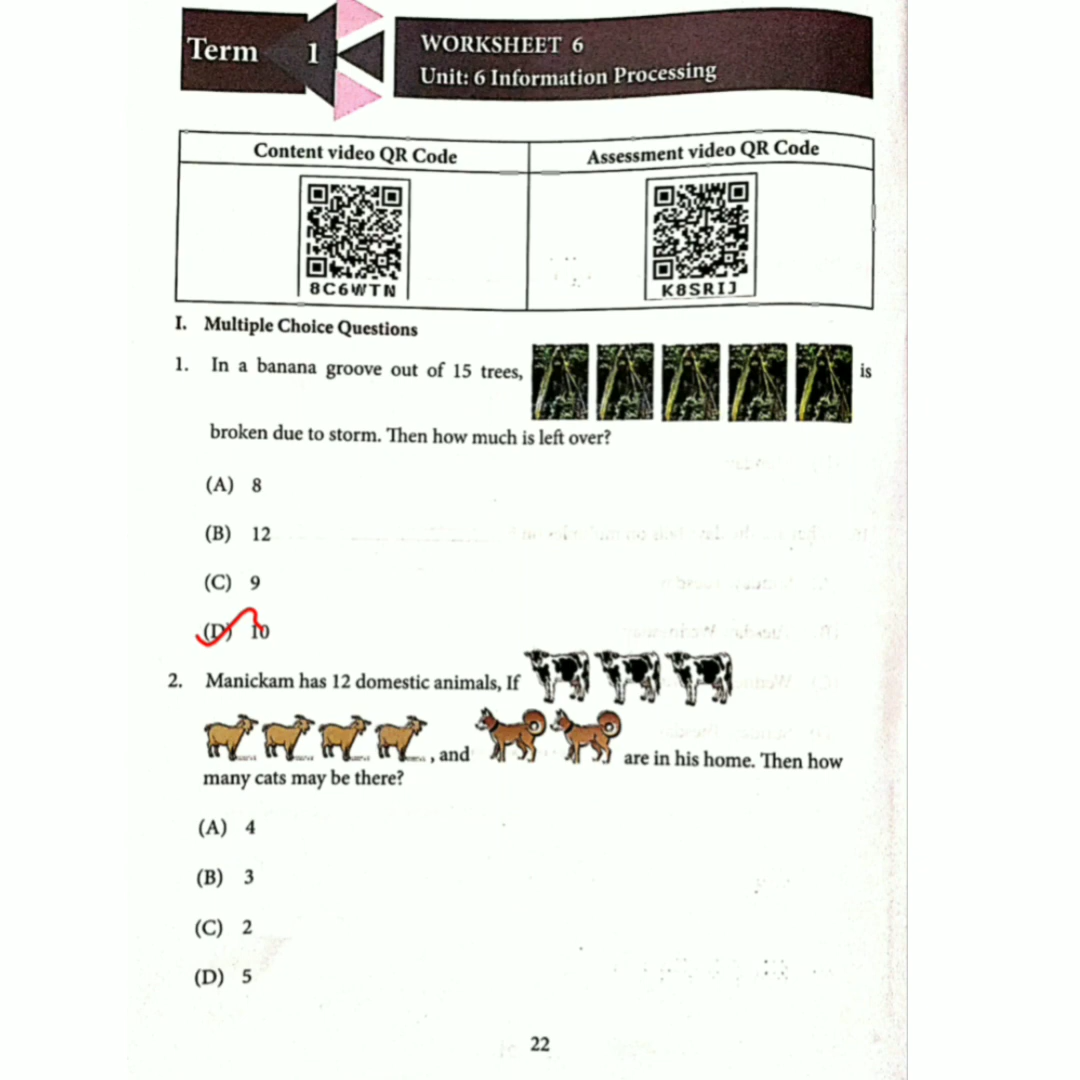 Term 1
WORKSHEET 6
Unit: 6 Information Processing
Content video QR Code
Assessment video QR Code
8C6WTN
K8SRIJ
I. Multiple Choice Questions
1. In a banana groove out of 15 trees, is
broken due to storm. Then how much is left over?
(A) 8
(B) 12
(C) 9
(D) 10
2. Manickam has 12 domestic animals, If
, and are in his home. Then how
many cats may be there?
(A) 4
(B) 3
(C) 2
(D) 5
22